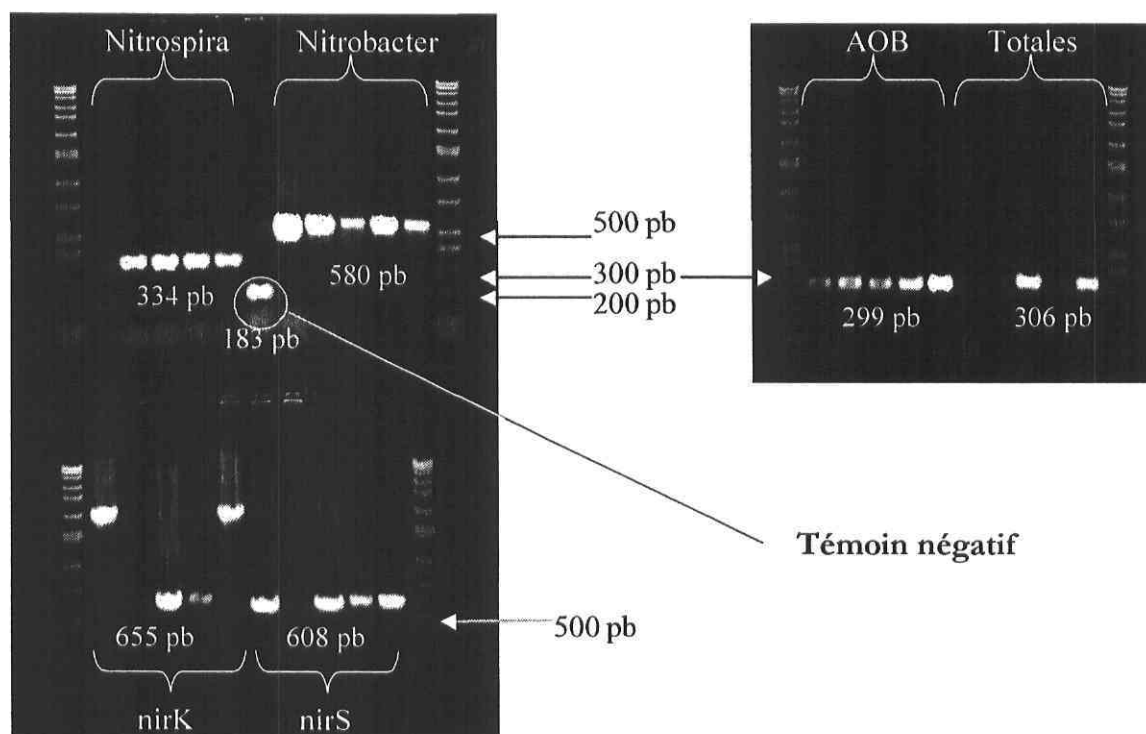 Nitrospira
Nitrobacter
334 pb
580 pb
183 pb
500 pb
300 pb
200 pb
AOB
Totales
299 pb
306 pb
Témoin négatif
655 pb
608 pb
500 pb
nirK
nirS